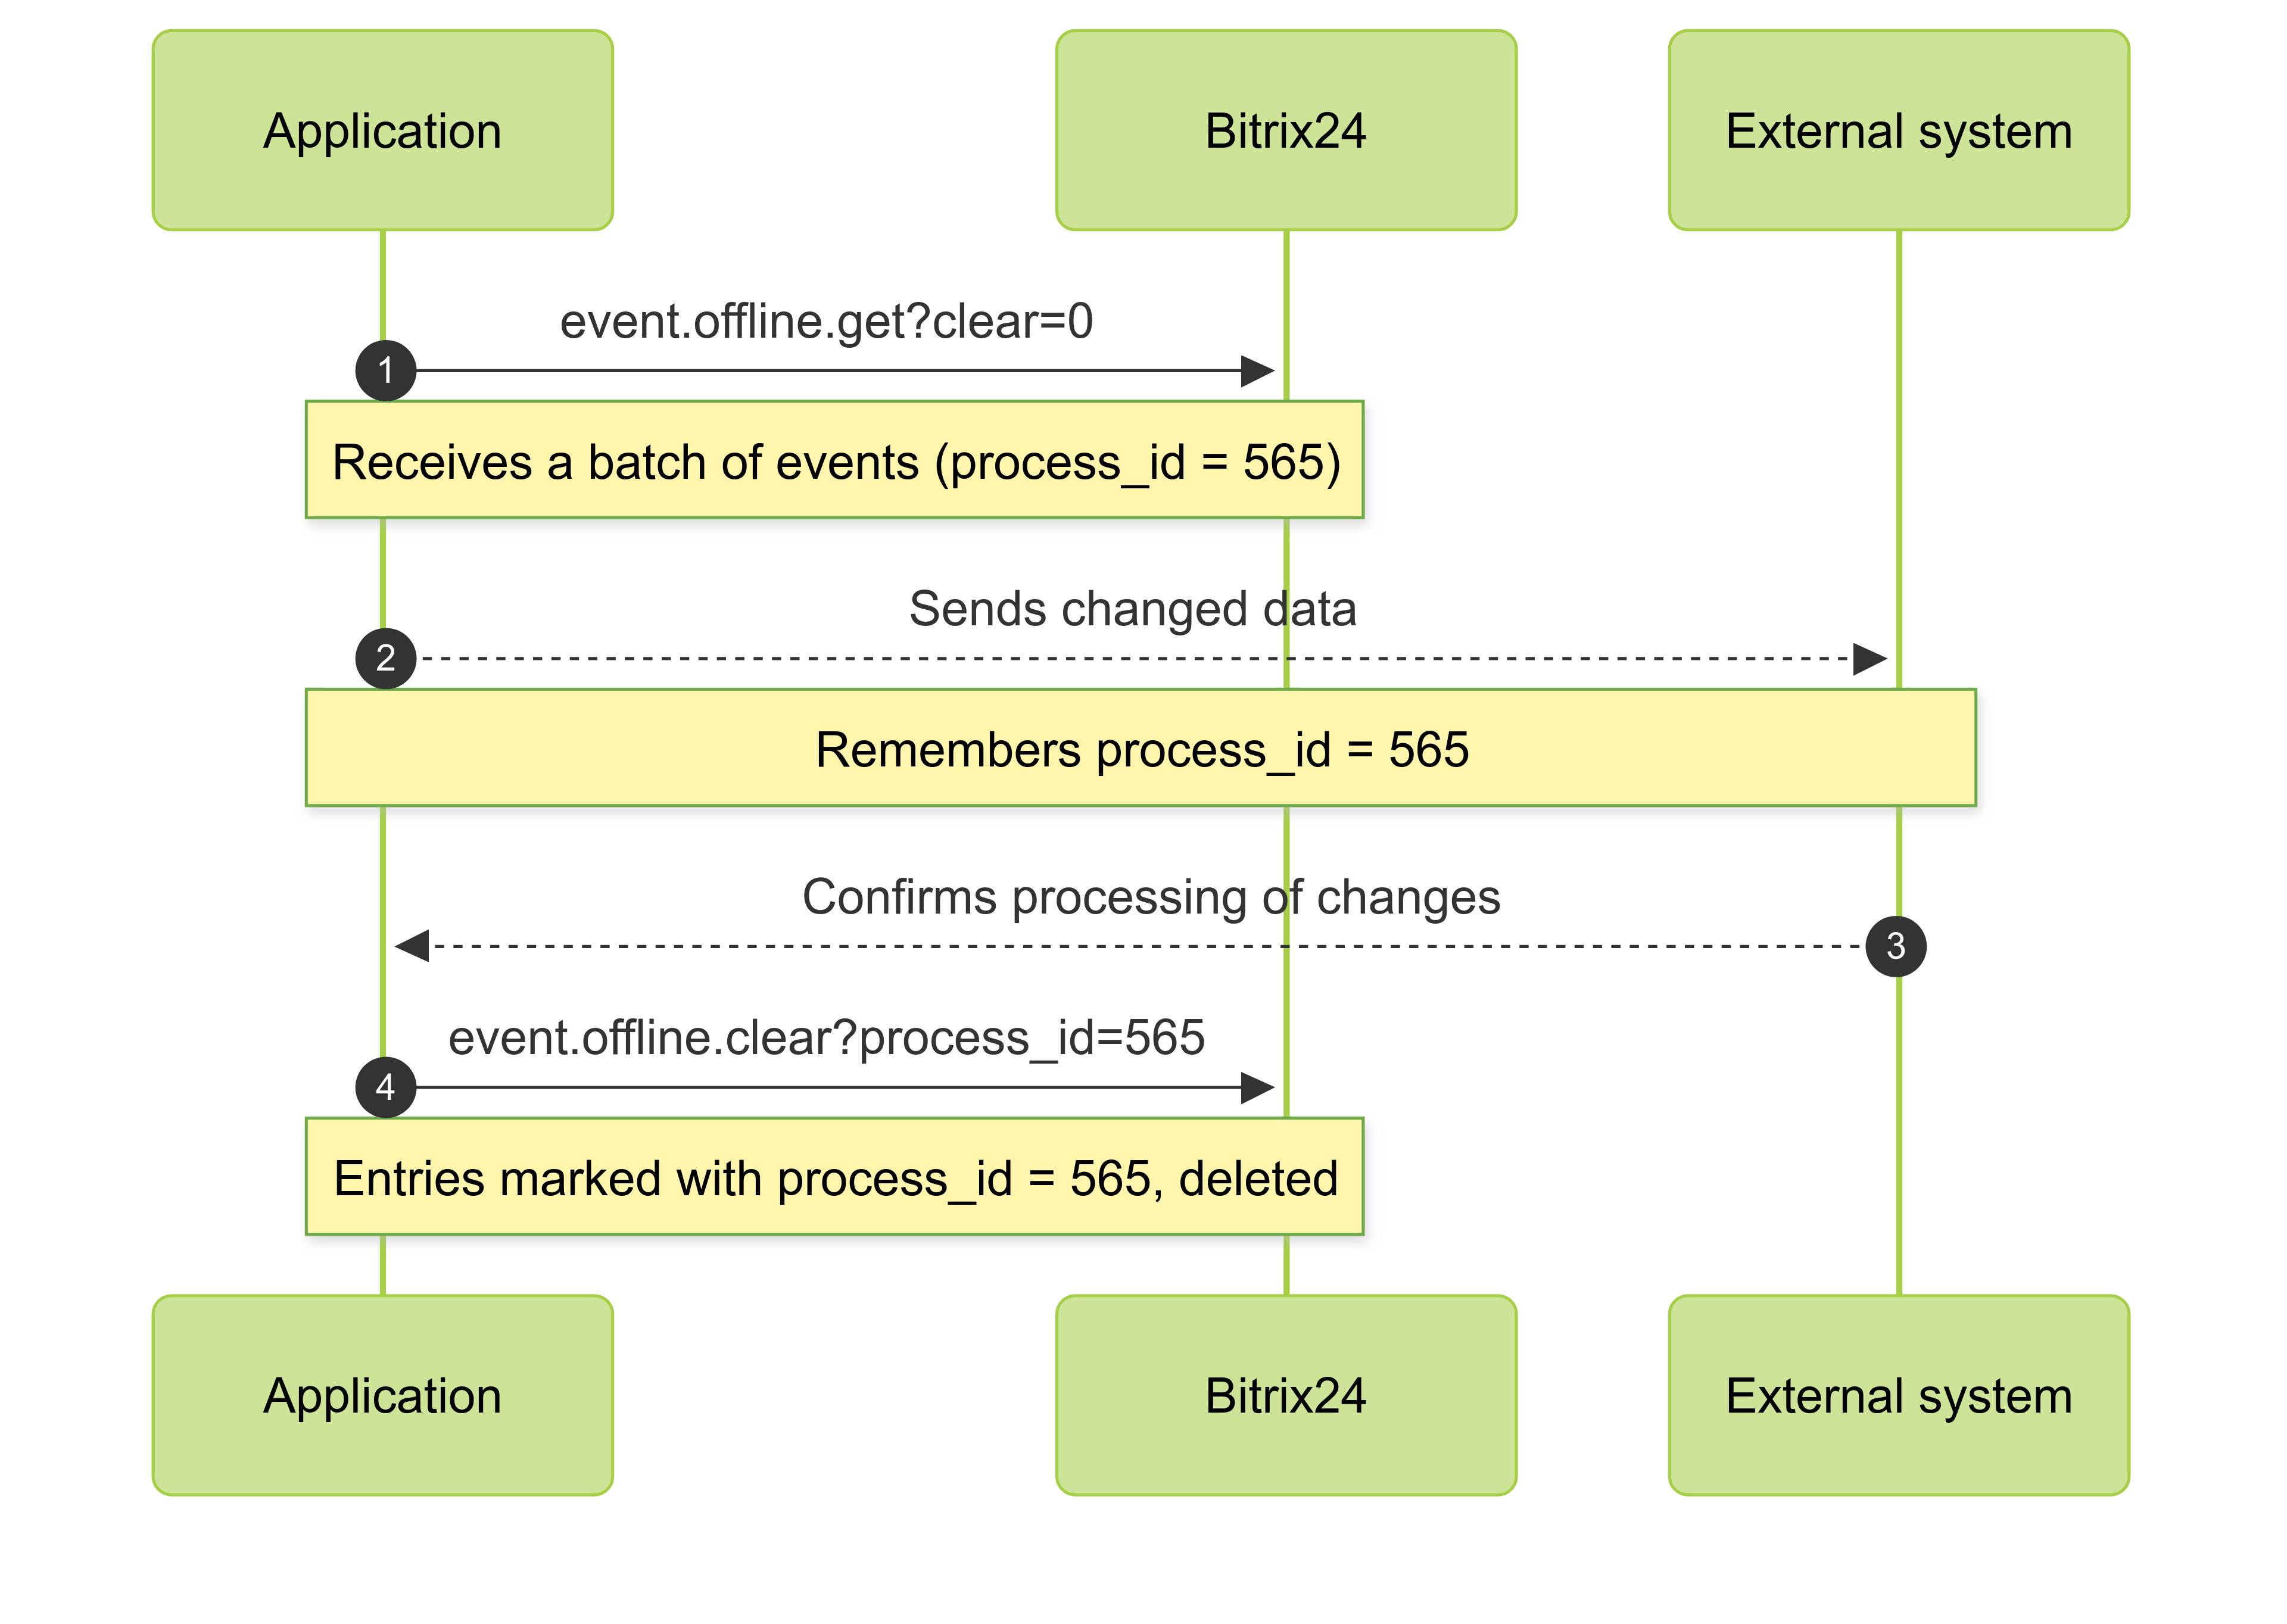 Application
Bitrix24
External system
event.offline.get?clear=0
1
Receives a batch of events (process_id = 565)
Sends changed data
2
Remembers process_id = 565
Confirms processing of changes
3
event.offline.clear?process_id=565
4
Entries marked with process_id = 565, deleted
Application
Bitrix24
External system